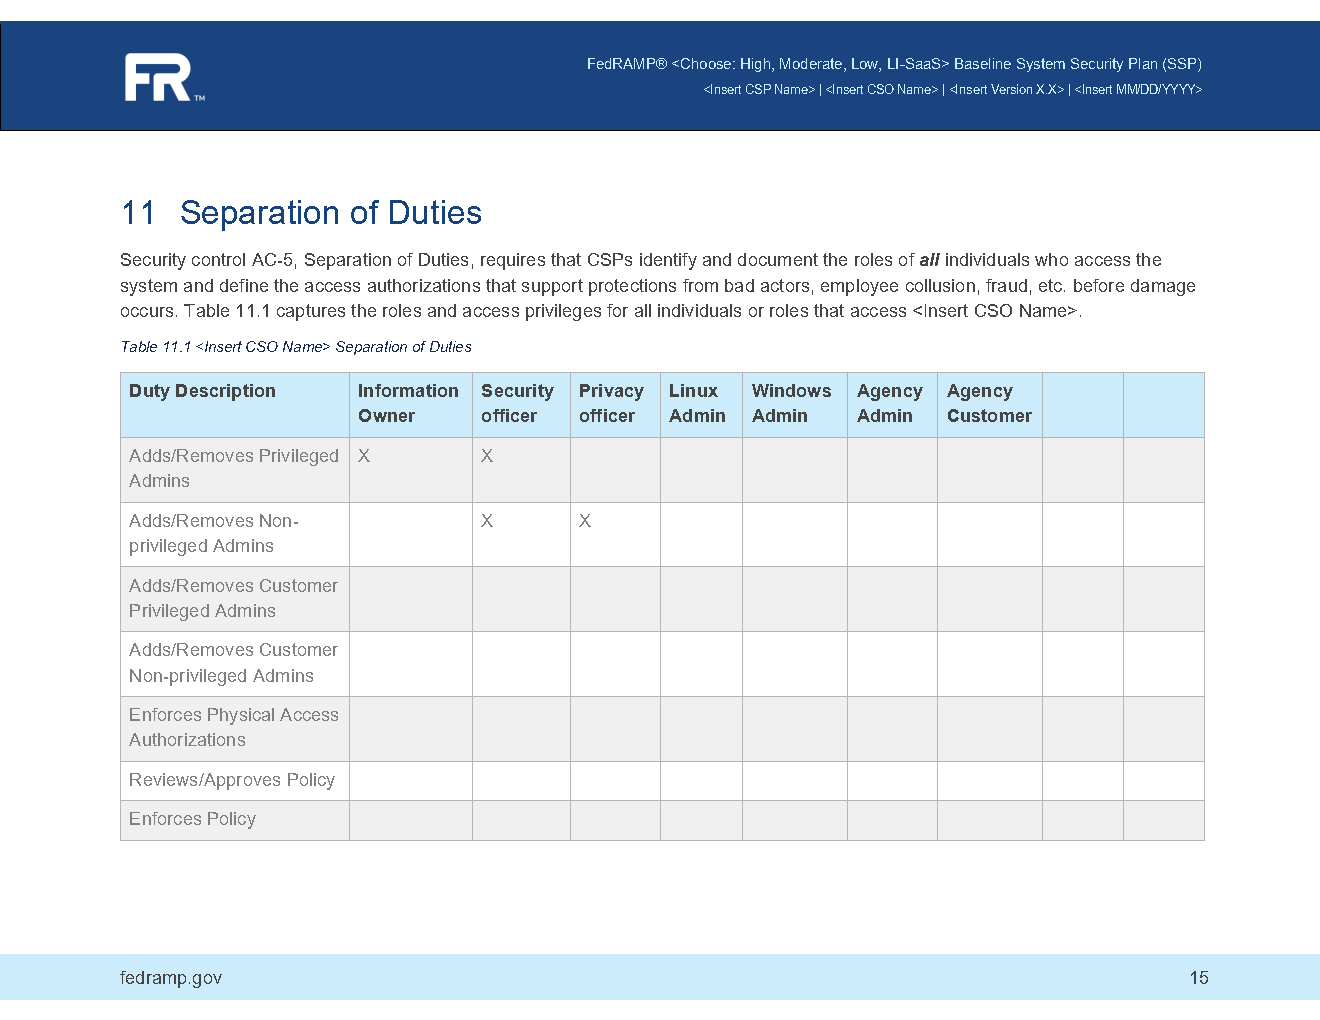 FR™
FedRAMP® <Choose: High, Moderate, Low, LI-SaaS> Baseline System Security Plan (SSP)
<Insert CSP Name> | <Insert CSO Name> | <Insert Version X.X> | <Insert MM/DD/YYYY>
11 Separation of Duties
Security control AC-5, Separation of Duties, requires that CSPs identify and document the roles of all individuals who access the
system and define the access authorizations that support protections from bad actors, employee collusion, fraud, etc. before damage
occurs. Table 11.1 captures the roles and access privileges for all individuals or roles that access <Insert CSO Name>.
Table 11.1 <Insert CSO Name> Separation of Duties
Duty Description Information Security Privacy Linux Windows Agency Agency
Owner officer officer Admin Admin Admin Customer
Adds/Removes Privileged X X
Admins
Adds/Removes Non- X X
privileged Admins
Adds/Removes Customer
Privileged Admins
Adds/Removes Customer
Non-privileged Admins
Enforces Physical Access
Authorizations
Reviews/Approves Policy
Enforces Policy
fedramp.gov 15